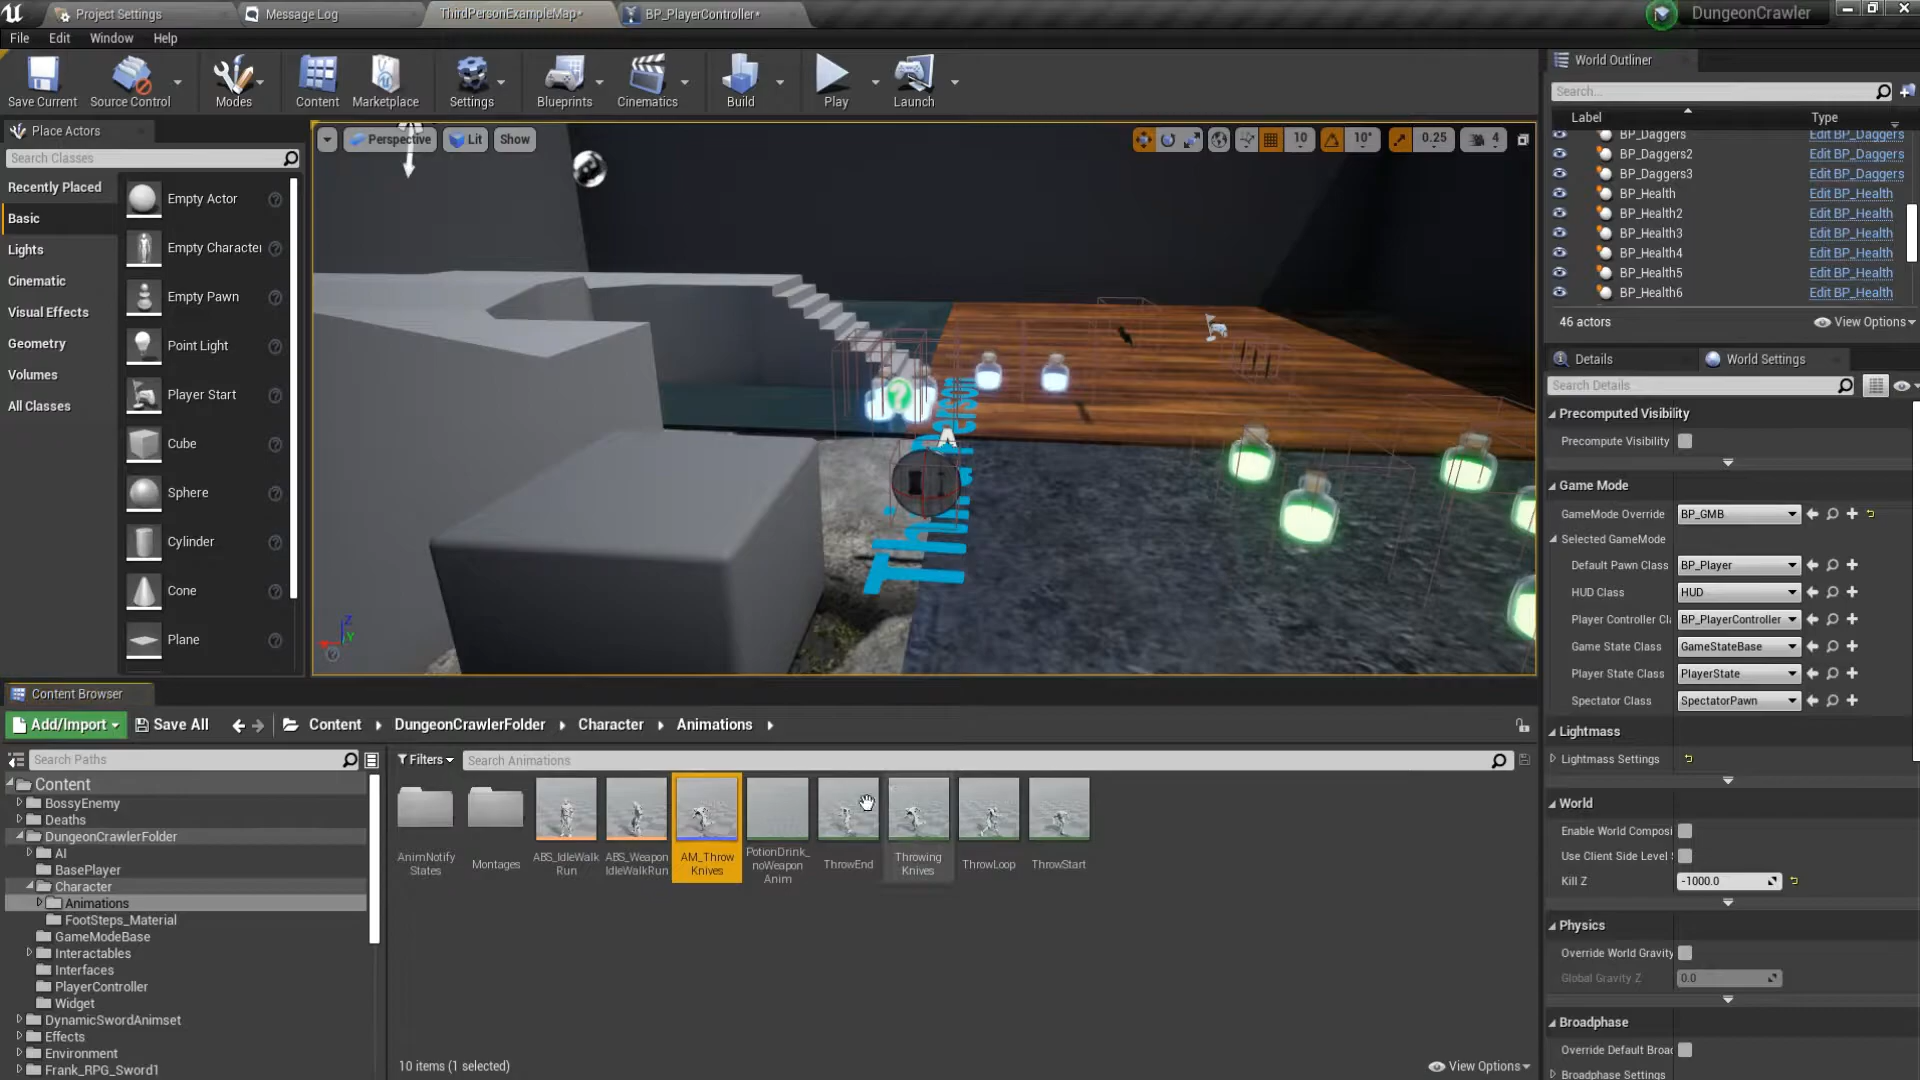 Project Settings
Message Log
ThirdPersonExampleMap*
BP_PlayerController*
DungeonCrawler
File
Edit
Window
Help
Save Current
Source Control
Modes
Content
Marketplace
Settings
Blueprints
Cinematics
Build
Play
Launch
Place Actors
Search Classes
Recently Placed
Basic
Lights
Cinematic
Visual Effects
Geometry
Volumes
All Classes
Empty Actor
Empty Character
Empty Pawn
Point Light
Player Start
Cube
Sphere
Cylinder
Cone
Plane
Perspective
Lit
Show
10
10°
0.25
4
World Outliner
Search...
Label
Type
BP_Daggers
Edit BP_Daggers
BP_Daggers2
Edit BP_Daggers
BP_Daggers3
Edit BP_Daggers
BP_Health
Edit BP_Health
BP_Health2
Edit BP_Health
BP_Health3
Edit BP_Health
BP_Health4
Edit BP_Health
BP_Health5
Edit BP_Health
BP_Health6
Edit BP_Health
46 actors
View Options
Details
World Settings
Search Details
Precomputed Visibility
Precompute Visibility
Game Mode
GameMode Override
BP_GMB
Selected GameMode
Default Pawn Class
BP_Player
HUD Class
HUD
Player Controller Cl
BP_PlayerController
Game State Class
GameStateBase
Player State Class
PlayerState
Spectator Class
SpectatorPawn
Lightmass
Lightmass Settings
World
Enable World Composi
Use Client Side Level
Kill Z
-1000.0
Physics
Override World Gravity
Global Gravity Z
0.0
Broadphase
Override Default Broad
Broadphase Settings
Content Browser
Add/Import
Save All
Content
DungeonCrawlerFolder
Character
Animations
Search Paths
Filters
Search Animations
Content
BossyEnemy
Deaths
DungeonCrawlerFolder
AI
BasePlayer
Character
Animations
FootSteps_Material
GameModeBase
Interactables
Interfaces
PlayerController
Widget
DynamicSwordAnimset
Effects
Environment
Frank_RPG_Sword1
AnimNotify
States
Montages
ABS_IdleWalk
Run
ABS_Weapon
IdleWalkRun
AM_Throw
Knives
PotionDrink_
noWeapon
Anim
ThrowEnd
Throwing
Knives
ThrowLoop
ThrowStart
10 items (1 selected)
View Options